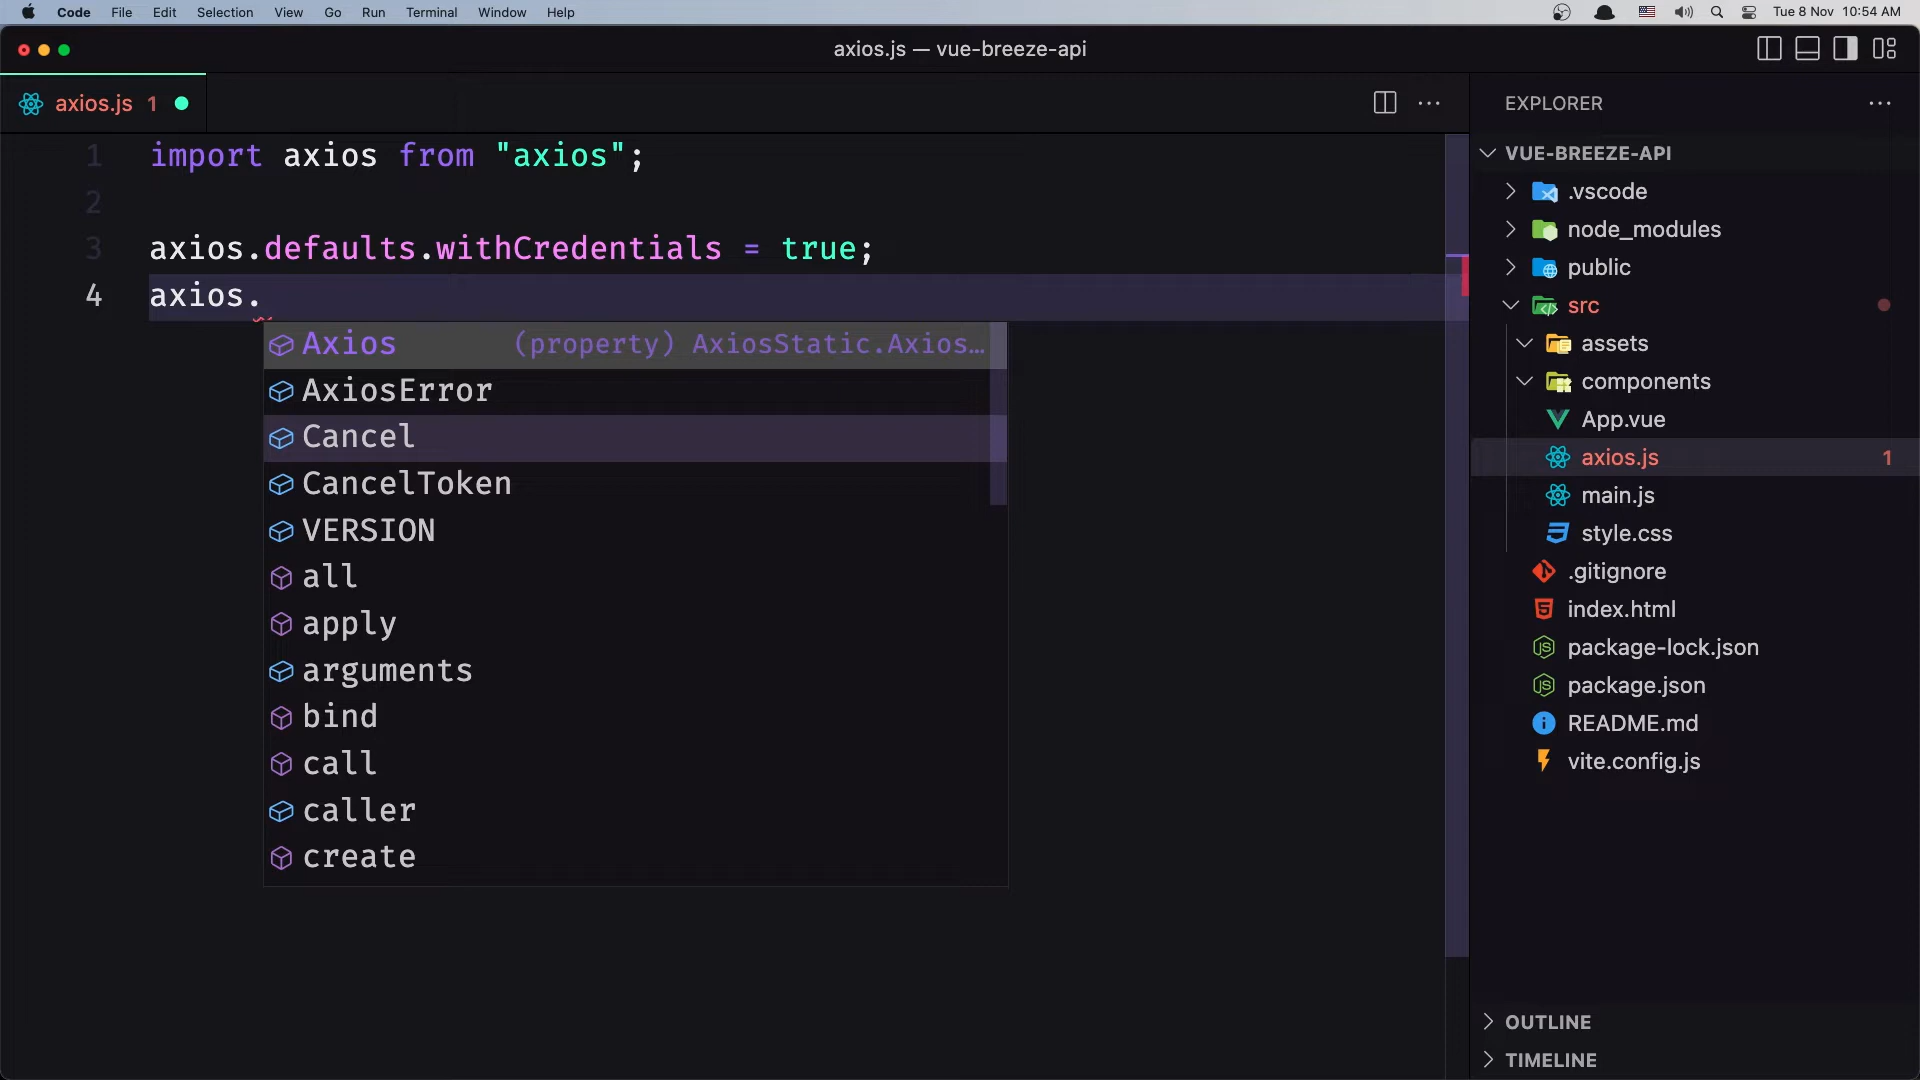 Code File Edit Selection View Go Run Terminal Window Help Tue 8 Nov 10:54 AM
axios.js — vue-breeze-api
axios.js 1
1 import axios from "axios";
2
3 axios.defaults.withCredentials = true;
4 axios.
Axios (property) AxiosStatic.Axios…
AxiosError
Cancel
CancelToken
VERSION
all
apply
arguments
bind
call
caller
create
EXPLORER
VUE-BREEZE-API
.vscode
node_modules
public
src
assets
components
App.vue
axios.js 1
main.js
style.css
.gitignore
index.html
package-lock.json
package.json
README.md
vite.config.js
OUTLINE
TIMELINE